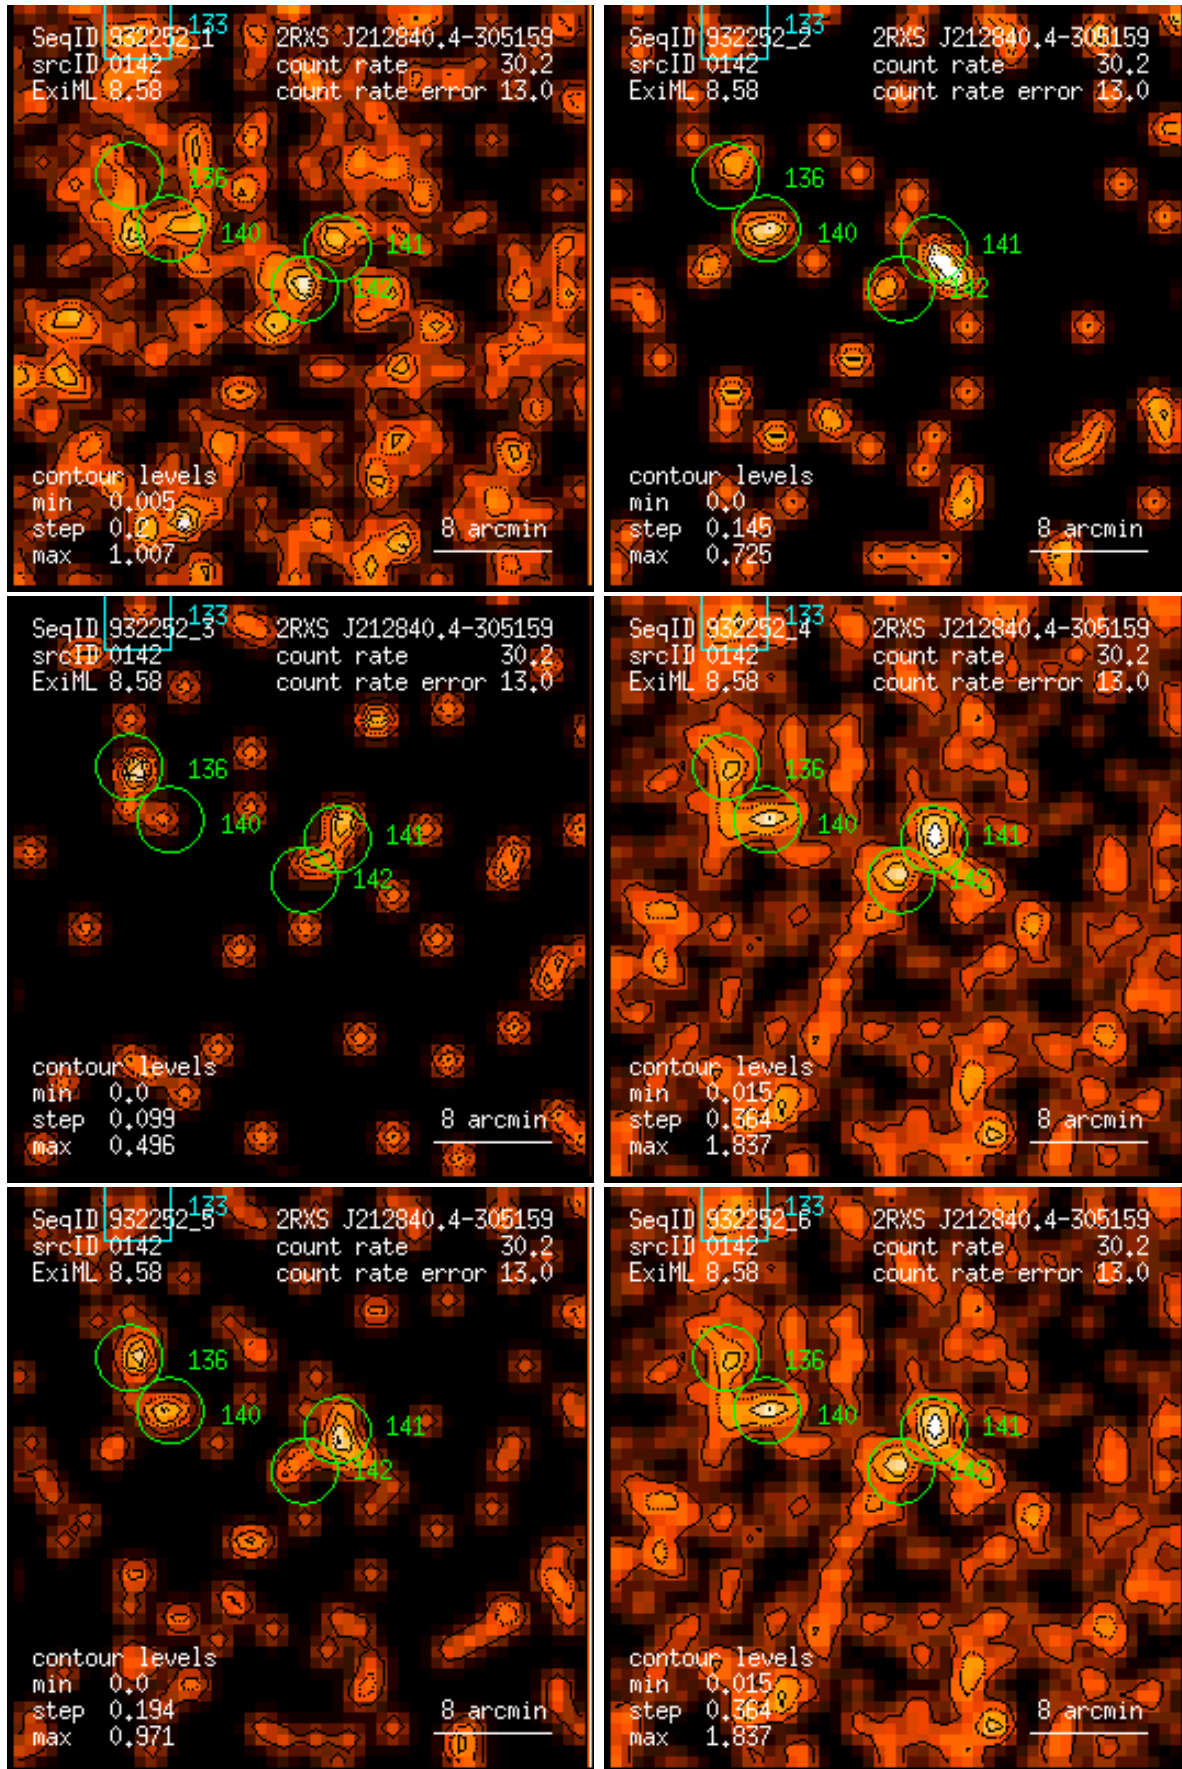 133
SeqID 932252_1 2RXS J212840.4-305159
srcID 0142 count rate 30.2
ExiML 8.58 count rate error 13.0
136
140
141
142
contour levels
min 0.005
step 0.2
max 1.007
8 arcmin
133
SeqID 932252_2 2RXS J212840.4-305159
srcID 0142 count rate 30.2
ExiML 8.58 count rate error 13.0
136
140
141
142
contour levels
min 0.0
step 0.145
max 0.725
8 arcmin
133
SeqID 932252_3 2RXS J212840.4-305159
srcID 0142 count rate 30.2
ExiML 8.58 count rate error 13.0
136
140
141
142
contour levels
min 0.0
step 0.099
max 0.496
8 arcmin
133
SeqID 932252_4 2RXS J212840.4-305159
srcID 0142 count rate 30.2
ExiML 8.58 count rate error 13.0
136
140
141
142
contour levels
min 0.015
step 0.364
max 1.837
8 arcmin
133
SeqID 932252_5 2RXS J212840.4-305159
srcID 0142 count rate 30.2
ExiML 8.58 count rate error 13.0
136
140
141
142
contour levels
min 0.0
step 0.194
max 0.971
8 arcmin
133
SeqID 932252_6 2RXS J212840.4-305159
srcID 0142 count rate 30.2
ExiML 8.58 count rate error 13.0
136
140
141
142
contour levels
min 0.015
step 0.364
max 1.837
8 arcmin